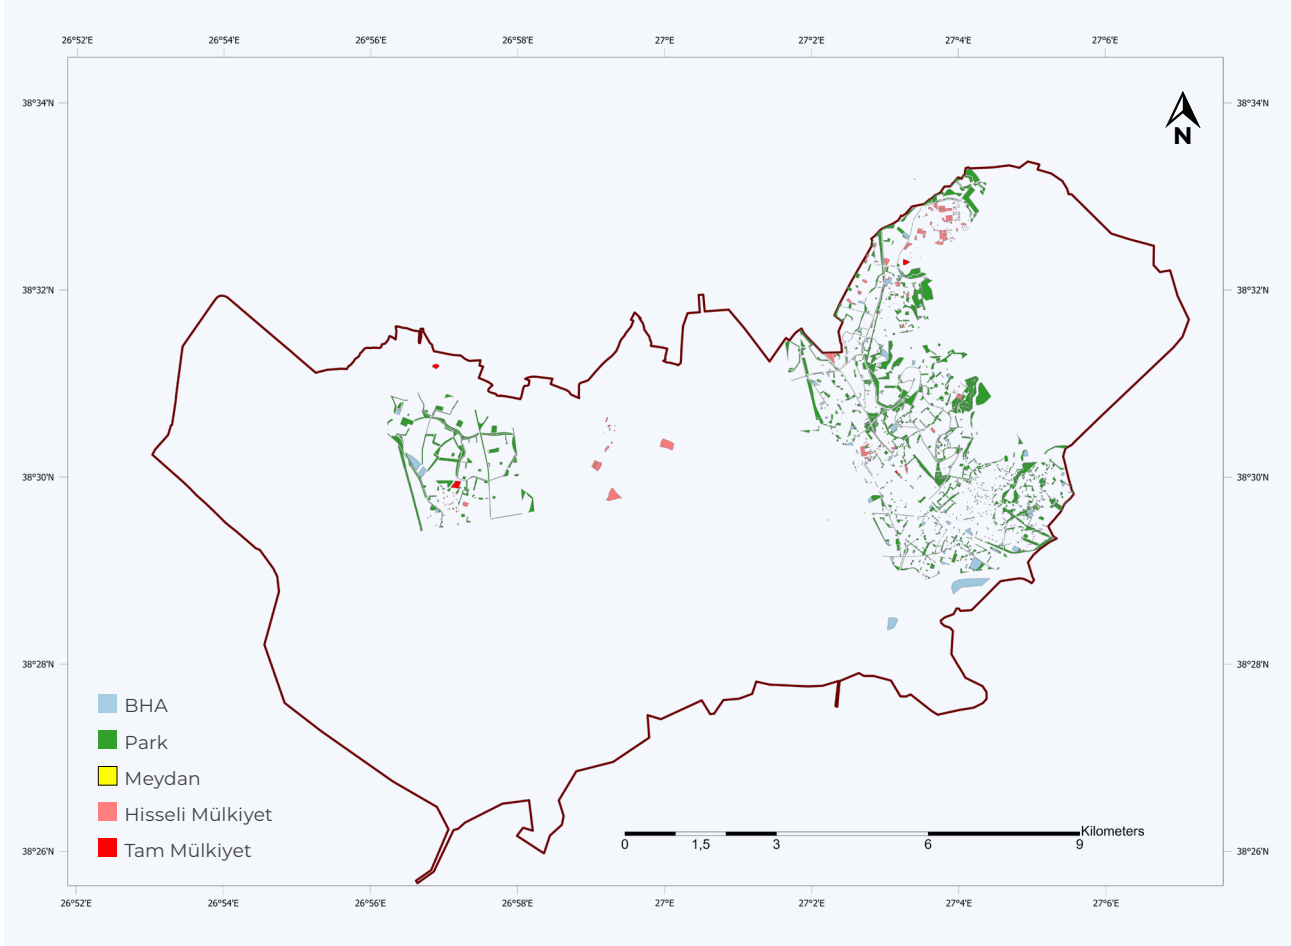 26°52'E 26°54'E 26°56'E 26°58'E 27°E 27°2'E 27°4'E 27°6'E
38°34'N 38°34'N
N
38°32'N 38°32'N
38°30'N 38°30'N
38°28'N 38°28'N
BHA
Park
Meydan
Hisseli Mülkiyet
Tam Mülkiyet
Kilometers
0 1,5 3 6 9
38°26'N 38°26'N
26°52'E 26°54'E 26°56'E 26°58'E 27°E 27°2'E 27°4'E 27°6'E